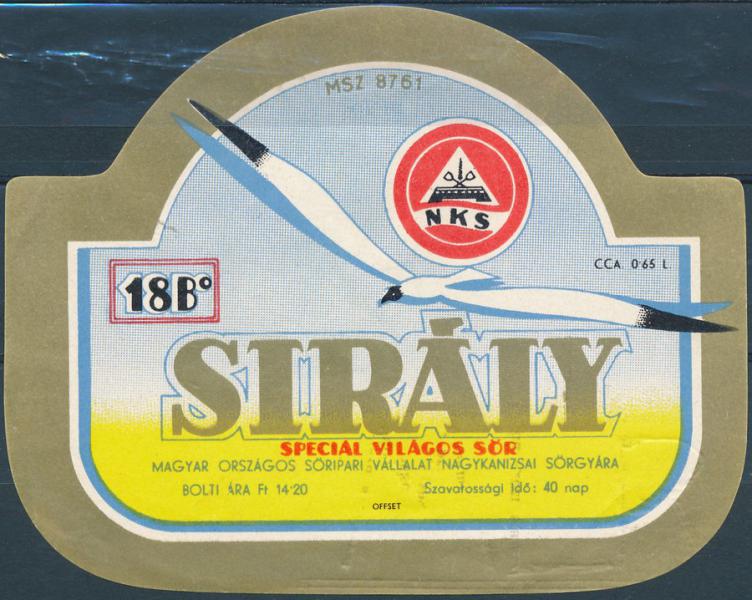 MSZ 8761
NKS
CCA. 0·65 L.
18B°
SIRÁLY
SPECIAL VILÁGOS SÖR
MAGYAR ORSZÁGOS SÖRIPARI VÁLLALAT NAGYKANIZSAI SÖRGYÁRA
BOLTI ÁRA Ft 14·20 Szavatossági idő: 40 nap
OFFSET